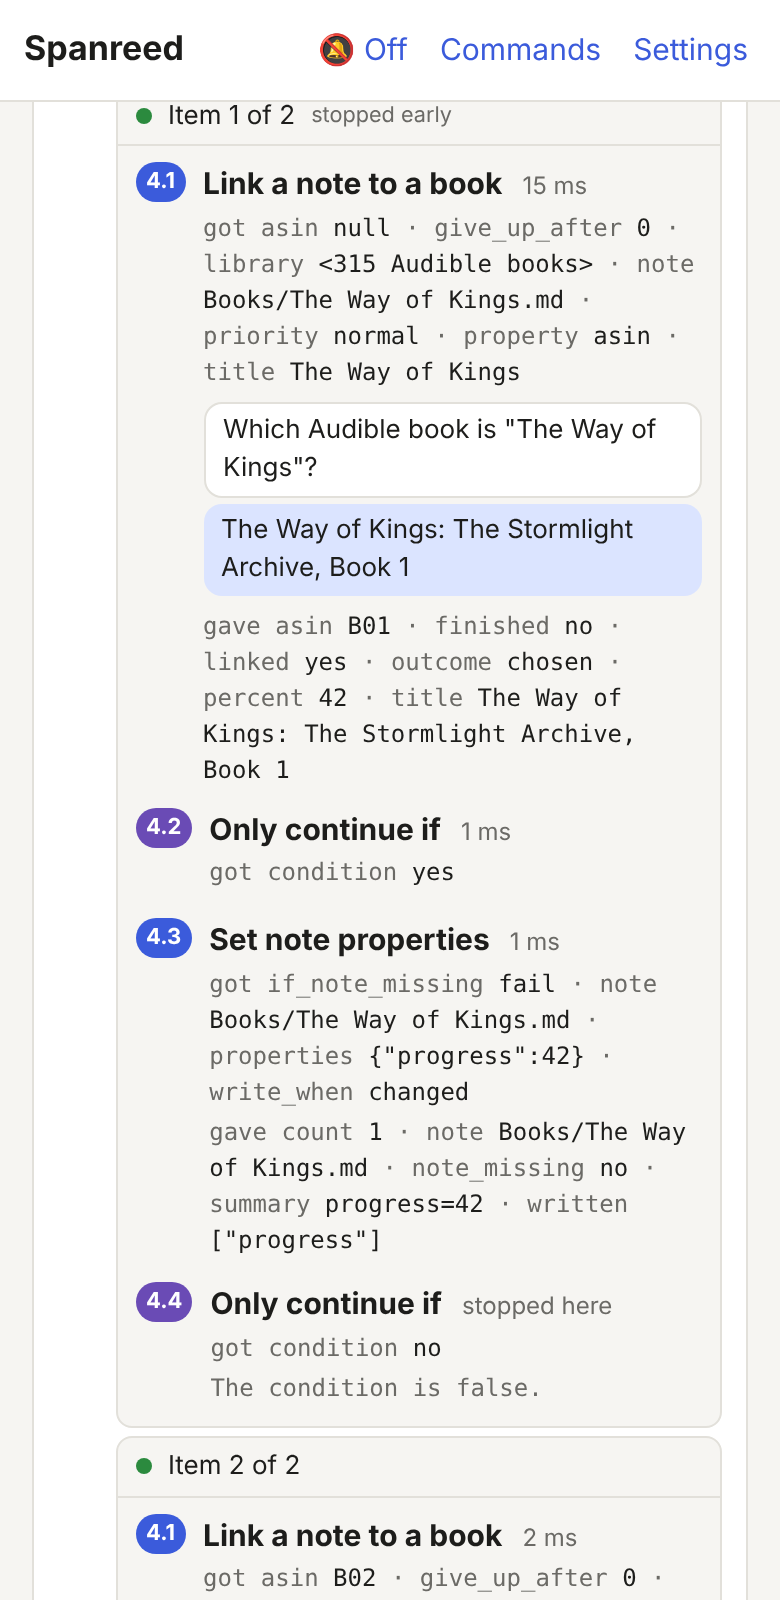 Spanreed
Off Commands Settings
Item 1 of 2 stopped early
4.1 Link a note to a book 15 ms
got asin null · give_up_after 0 ·
library <315 Audible books> · note
Books/The Way of Kings.md ·
priority normal · property asin ·
title The Way of Kings
Which Audible book is "The Way of
Kings"?
The Way of Kings: The Stormlight
Archive, Book 1
gave asin B01 · finished no ·
linked yes · outcome chosen ·
percent 42 · title The Way of
Kings: The Stormlight Archive,
Book 1
4.2 Only continue if 1 ms
got condition yes
4.3 Set note properties 1 ms
got if_note_missing fail · note
Books/The Way of Kings.md ·
properties {"progress":42} ·
write_when changed
gave count 1 · note Books/The Way
of Kings.md · note_missing no ·
summary progress=42 · written
["progress"]
4.4 Only continue if stopped here
got condition no
The condition is false.
Item 2 of 2
4.1 Link a note to a book 2 ms
got asin B02 · give_up_after 0 ·